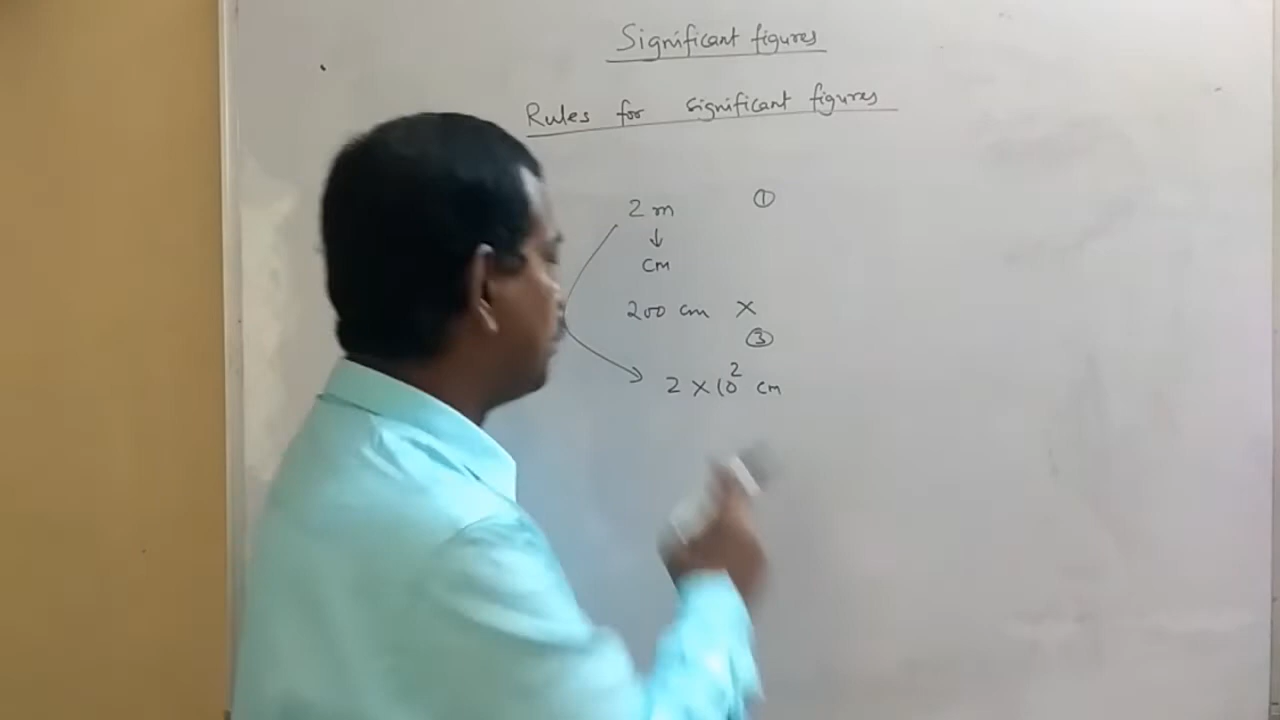 Significant figures
Rules for significant figures
2 m ①
↓
cm
200 cm ×
③
2 × 10² cm